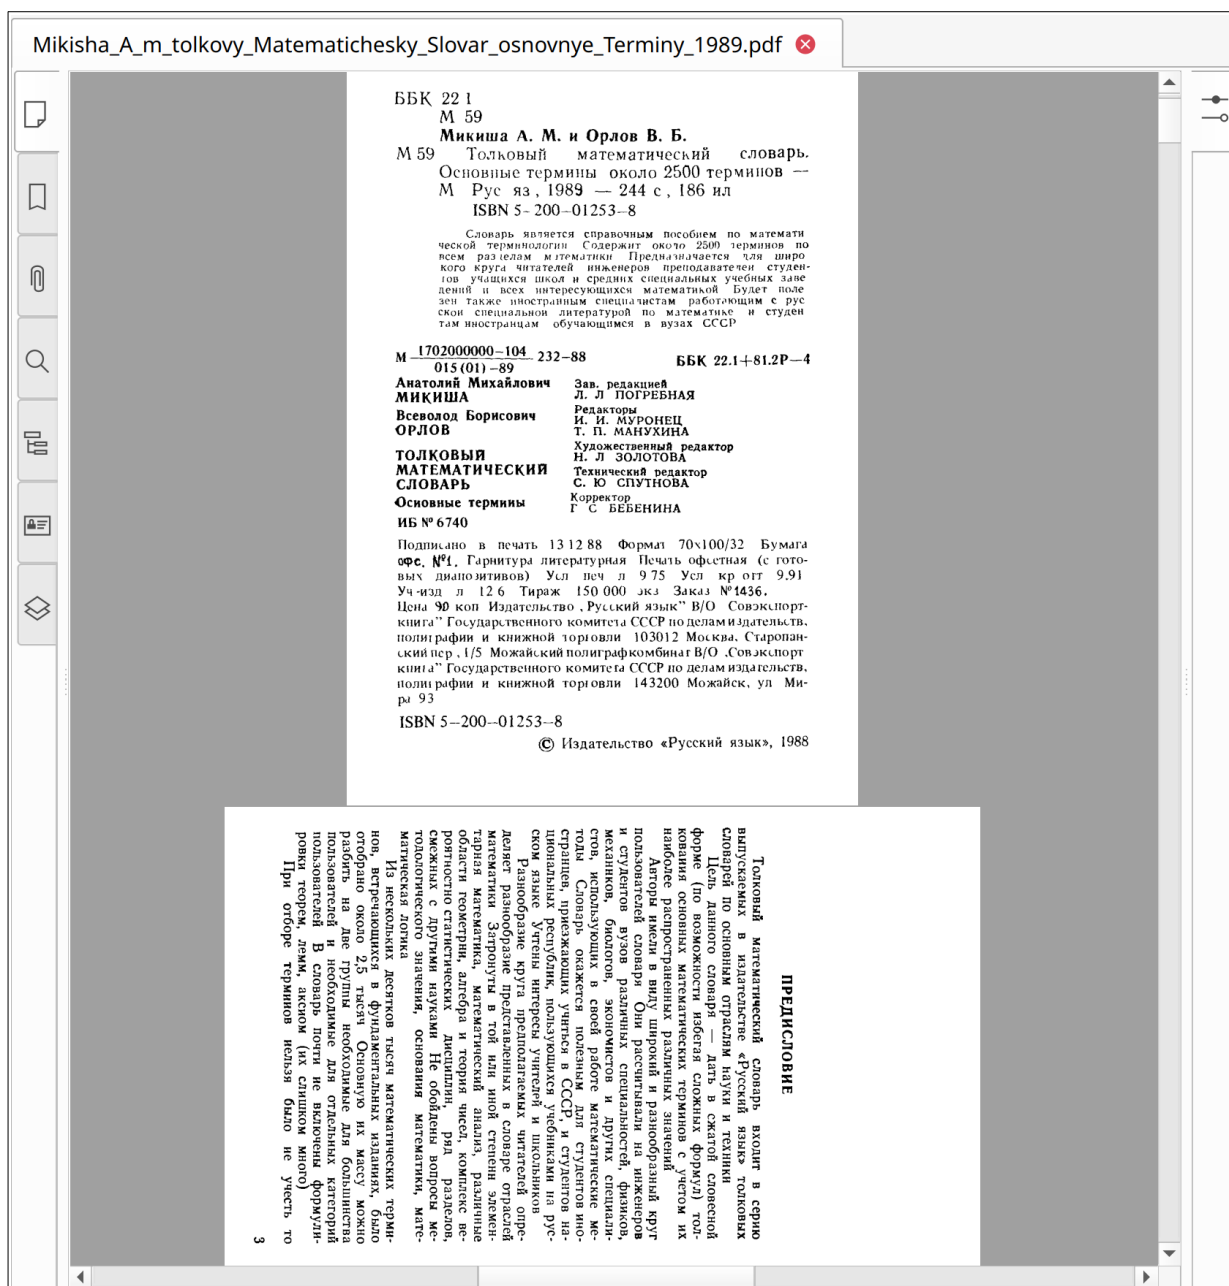 Mikisha_A_m_tolkovy_Matematichesky_Slovar_osnovnye_Terminy_1989.pdf
ББК 22 1
М 59
Микиша А. М. и Орлов В. Б.
М 59 Толковый математический словарь.
Основные термины около 2500 терминов —
М Рус яз , 1989 — 244 с , 186 ил
ISBN 5-200-01253-8
Словарь является справочным пособием по математи
ческой терминологии Содержит около 2500 терминов по
всем разделам математики Предназначается для широ
кого круга читателей инженеров преподавателей студен-
тов учащихся школ и средних специальных учебных заве
дений и всех интересующихся математикой Будет поле
зен также иностранным специалистам работающим с рус
ской специальной литературой по математике и студен
там иностранцам обучающимся в вузах СССР
М 1702000000-104 232-88 ББК 22.1+81.2Р-4
015(01)-89
Анатолий Михайлович
МИКИША
Всеволод Борисович
ОРЛОВ
ТОЛКОВЫЙ
МАТЕМАТИЧЕСКИЙ
СЛОВАРЬ
Основные термины
ИБ № 6740
Зав. редакцией
Л. Л ПОГРЕБНАЯ
Редакторы
И. И. МУРОНЕЦ
Т. П. МАНУХИНА
Художественный редактор
Н. Л ЗОЛОТОВА
Технический редактор
С. Ю СПУТНОВА
Корректор
Г С БЕБЕНИНА
Подписано в печать 13 12 88 Формат 70x100/32 Бумага
офс. №1. Гарнитура литературная Печать офсетная (с гото-
вых диапозитивов) Усл печ л 9 75 Усл кр отт 9.91
Уч-изд л 12 6 Тираж 150 000 экз Заказ №1436.
Цена 90 коп Издательство „Русский язык" В/О Совэкспорт-
книга" Государственного комитета СССР по делам издательств,
полиграфии и книжной торговли 103012 Москва, Старопан-
ский пер , 1/5 Можайский полиграфкомбинат В/О „Совэкспорт
книга" Государственного комитета СССР по делам издательств,
полиграфии и книжной торговли 143200 Можайск, ул Ми-
ра 93
ISBN 5-200-01253-8
© Издательство «Русский язык», 1988
ПРЕДИСЛОВИЕ
Толковый математический словарь входит в серию
выпускаемых в издательстве «Русский язык» толковых
словарей по основным отраслям науки и техники
Цель данного словаря — дать в сжатой словесной
форме (по возможности избегая сложных формул) тол-
кования основных математических терминов с учетом их
наиболее распространенных различных значений
Авторы имели в виду широкий и разнообразный круг
пользователей словаря Они рассчитывали на инженеров
и студентов вузов различных специальностей, физиков,
механиков, биологов, экономистов и других специали-
стов, использующих в своей работе математические ме-
тоды Словарь окажется полезным для студентов ино-
странцев, приезжающих учиться в СССР, и студентов на-
циональных республик, пользующихся учебниками на рус-
ском языке Учтены интересы учителей и школьников
Разнообразие круга предполагаемых читателей опре-
деляет разнообразие представленных в словаре отраслей
математики Затронуты в той или иной степени элемен-
тарная математика, математический анализ, различные
области геометрии, алгебра и теория чисел, комплекс ве-
роятностно статистических дисциплин, ряд разделов,
смежных с другими науками Не обойдены вопросы ме-
тодологического значения, основания математики, мате-
матическая логика
Из нескольких десятков тысяч математических терми-
нов, встречающихся в фундаментальных изданиях, было
отобрано около 2,5 тысяч Основную их массу можно
разбить на две группы необходимые для большинства
пользователей и необходимые для отдельных категорий
пользователей В словарь почти не включены формули-
ровки теорем, лемм, аксиом (их слишком много)
При отборе терминов нельзя было не учесть то
3